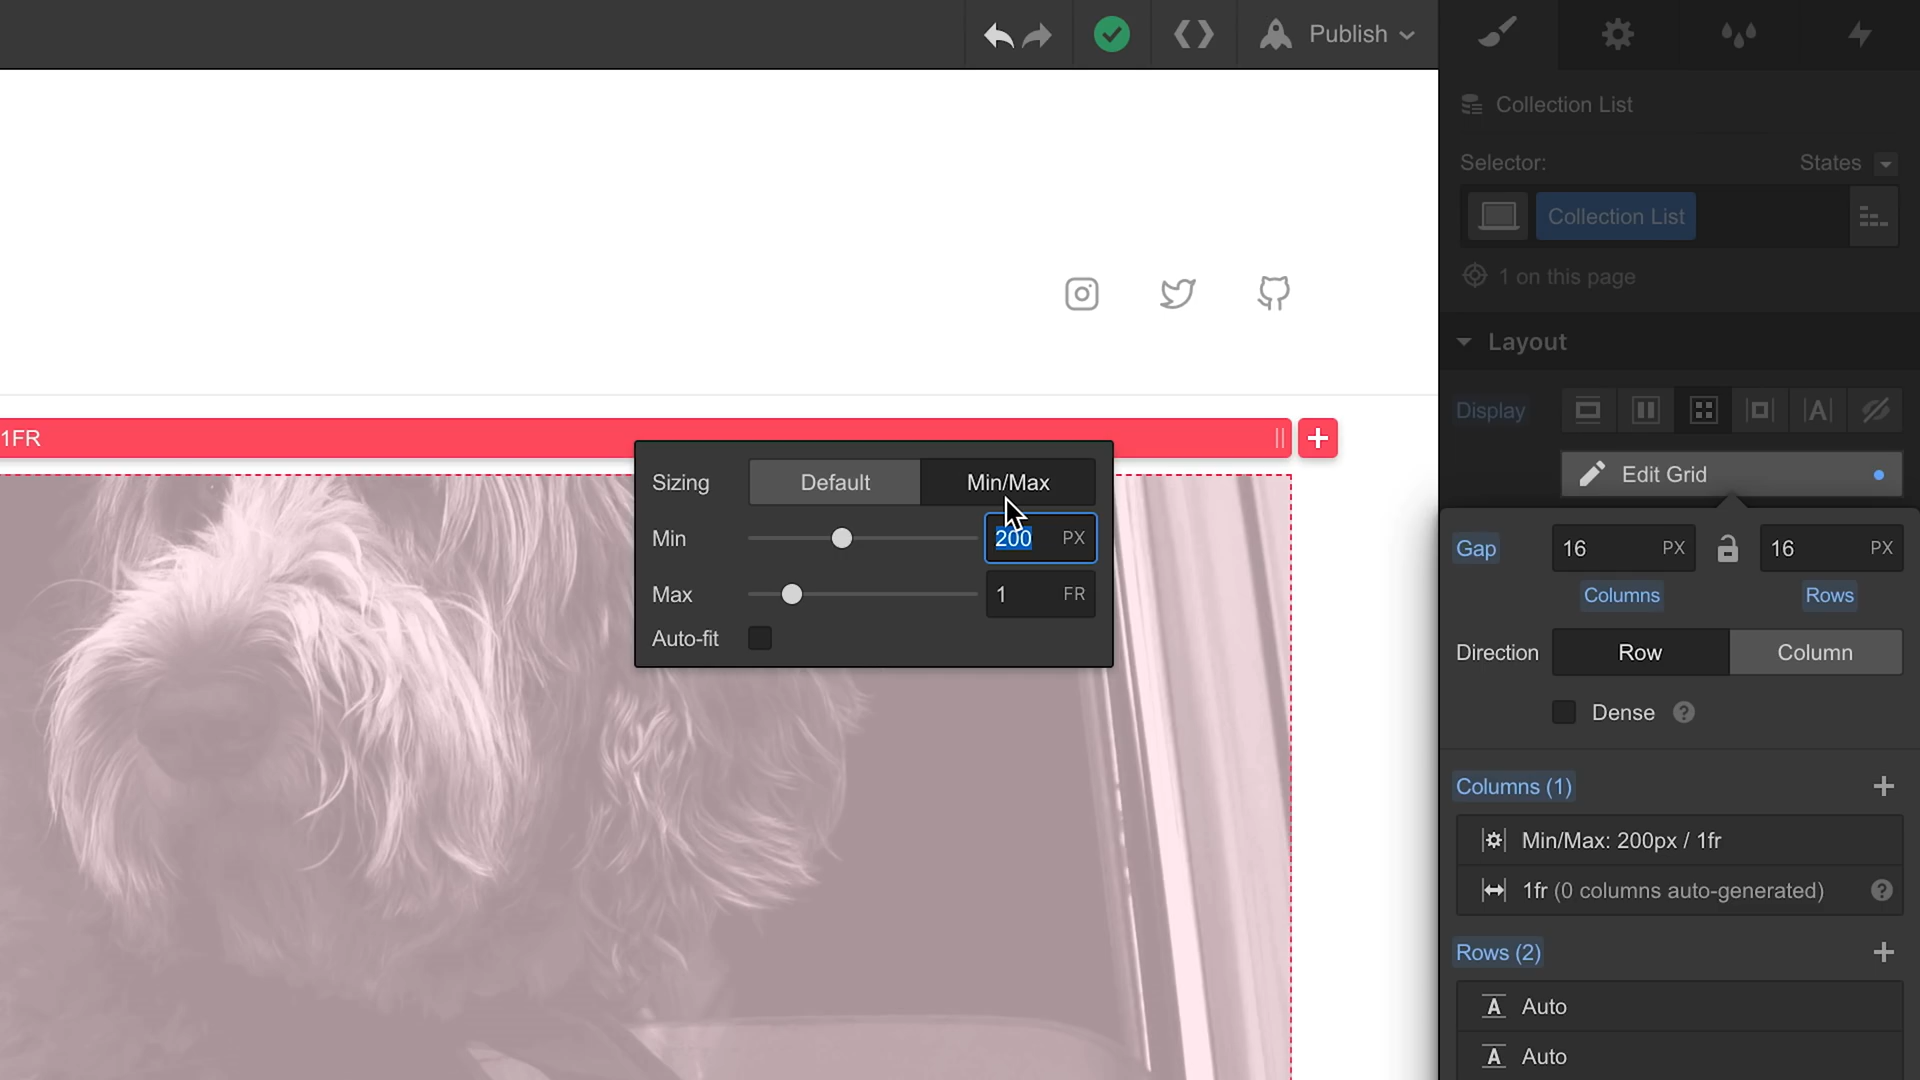 Publish
Collection List
Selector:
States
Collection List
1 on this page
Layout
Display
Edit Grid
1FR
Sizing
Default
Min/Max
Min
200 PX
Max
1 FR
Auto-fit
Gap
16 PX
16 PX
Columns
Rows
Direction
Row
Column
Dense
Columns (1)
Min/Max: 200px / 1fr
1fr (0 columns auto-generated)
Rows (2)
Auto
Auto